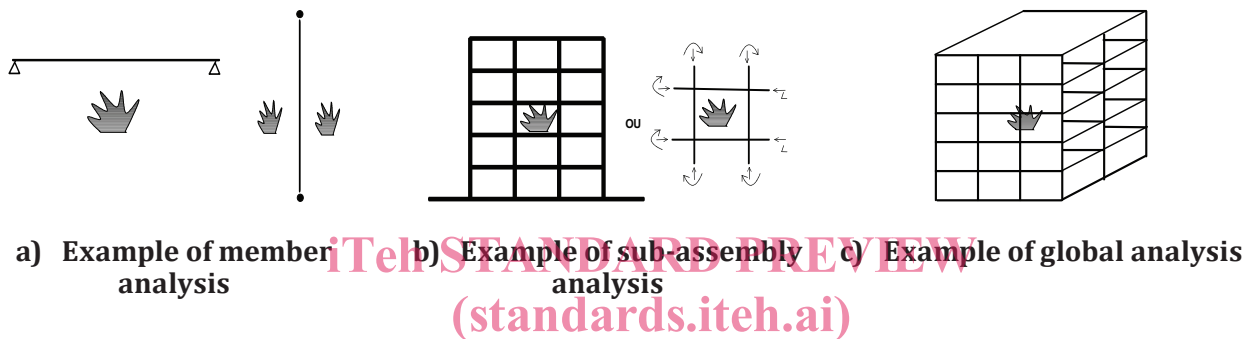 OU
a) Example of member analysis
b) Example of sub-assembly analysis
c) Example of global analysis
iTeh STANDARD PREVIEW
(standards.iteh.ai)